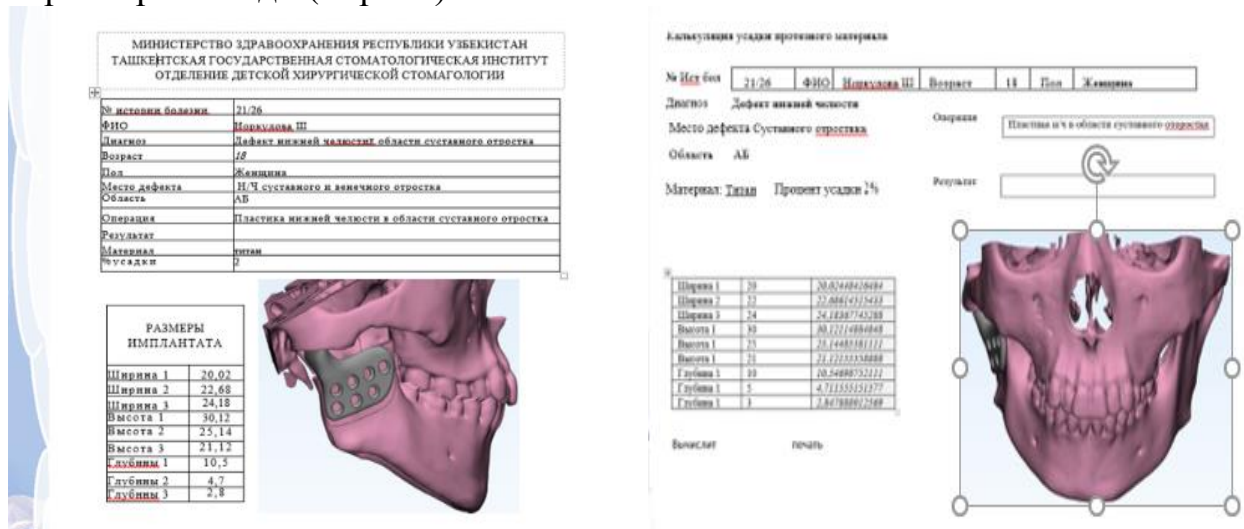 МИНИСТЕРСТВО ЗДРАВООХРАНЕНИЯ РЕСПУБЛИКИ УЗБЕКИСТАН
ТАШКЕНТСКАЯ ГОСУДАРСТВЕННАЯ СТОМАТОЛОГИЧЕСКАЯ ИНСТИТУТ
ОТДЕЛЕНИЕ ДЕТСКОЙ ХИРУРГИЧЕСКОЙ СТОМАГОЛОГИИ
№ истории болезни. 21/26
ФИО Норкулова Ш
Диагноз Дефект нижней челюсти области суставного отростка
Возраст 18
Пол Женщина
Место дефекта Н/Ч суставного и венечного отростка
Область АБ
Операция Пластика нижней челюсти в области суставного отростка
Результат
Материал титан
%усадки 2
РАЗМЕРЫ
ИМПЛАНТАТА
Ширина 1 20,02
Ширина 2 22,68
Ширина 3 24,18
Высота 1 30,12
Высота 2 25,14
Высота 3 21,12
Глубины 1 10,5
Глубины 2 4,7
Глубины 3 2,8
Калькуляция усадки протезного материала
№ Ист бол 21/26 ФИО Норкулова Ш Возраст 18 Пол Женщина
Диагноз Дефект нижней челюсти
Место дефекта Суставного отростка
Операция Пластика н/ч в области суставного отростка
Область АБ
Материал: Титан Процент усадки 2%
Результат
Ширина 1 20
Ширина 2 22
Ширина 3 24
Высота 1 30
Высота 1 25
Высота 1 21
Глубина 1 10
Глубина 1 5
Глубина 1 3
Вычислит печать